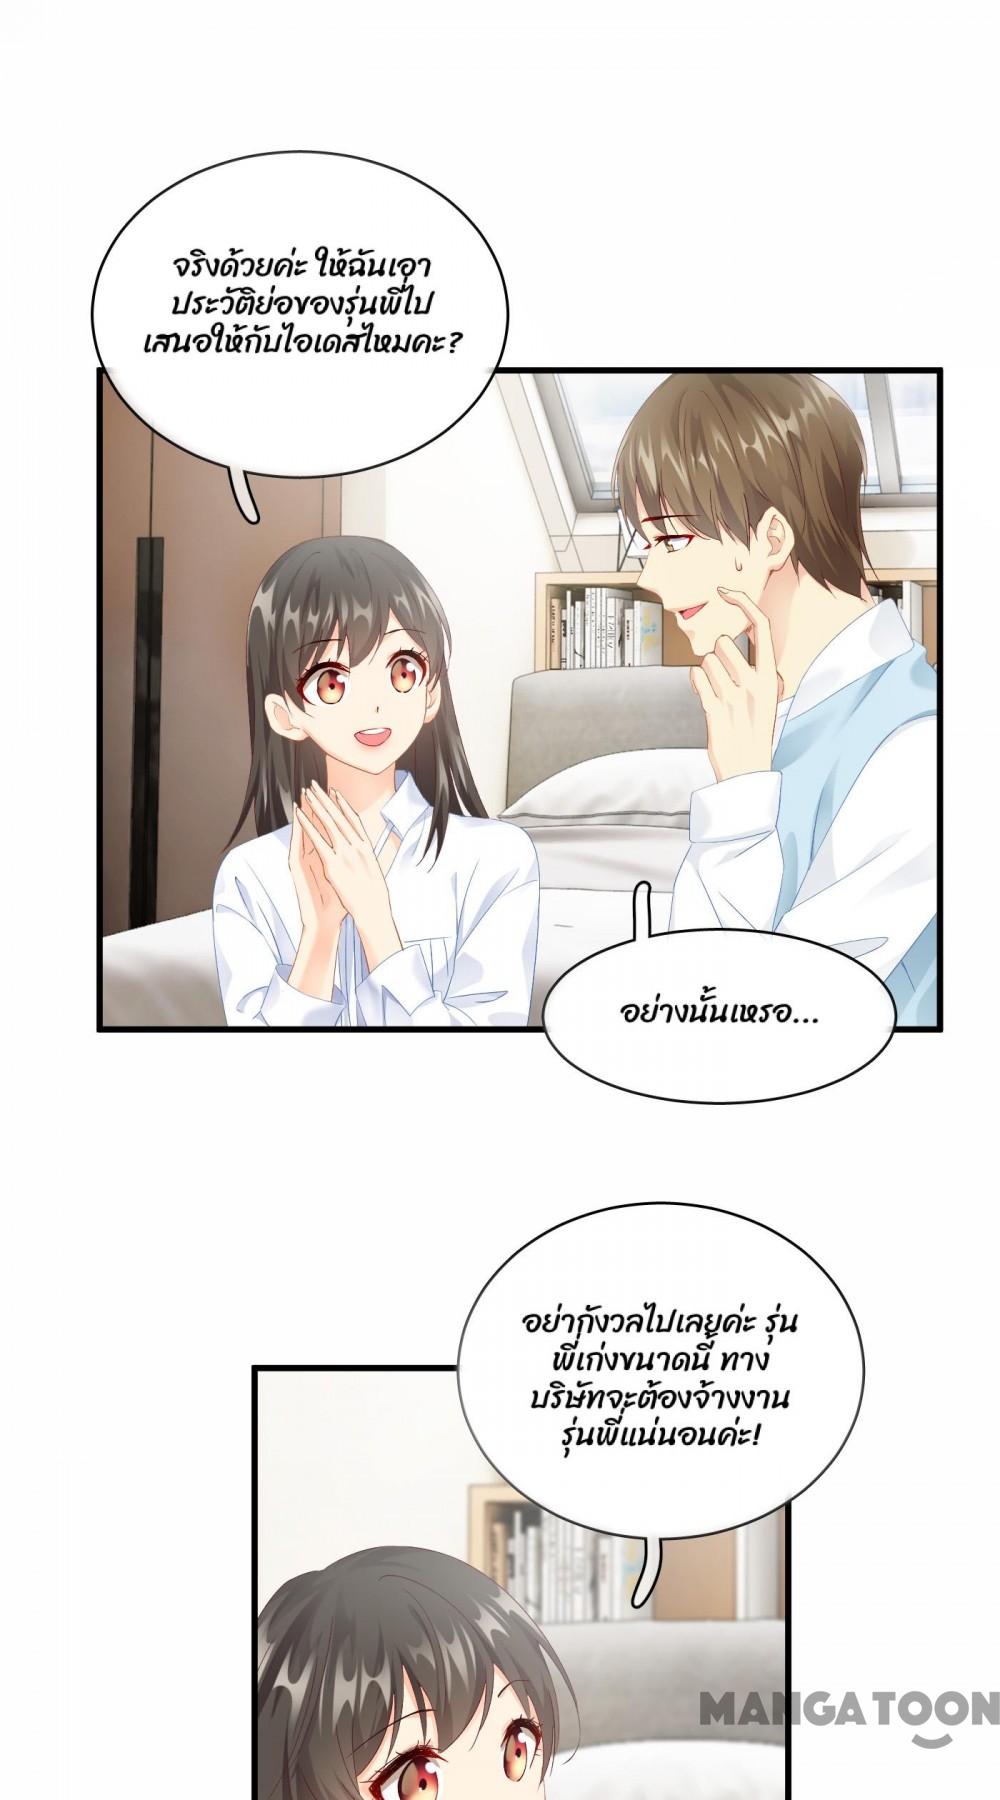 จริงด้วยค่ะ ให้ฉันเอา
ประวัติย่อของรุ่นพี่ไป
เสนอให้กับไอเดสไหมคะ?
อย่างนั้นเหรอ...
อย่ากังวลไปเลยค่ะ รุ่น
พี่เก่งขนาดนี้ ทาง
บริษัทจะต้องจ้างงาน
รุ่นพี่แน่นอนค่ะ!
MANGATOON